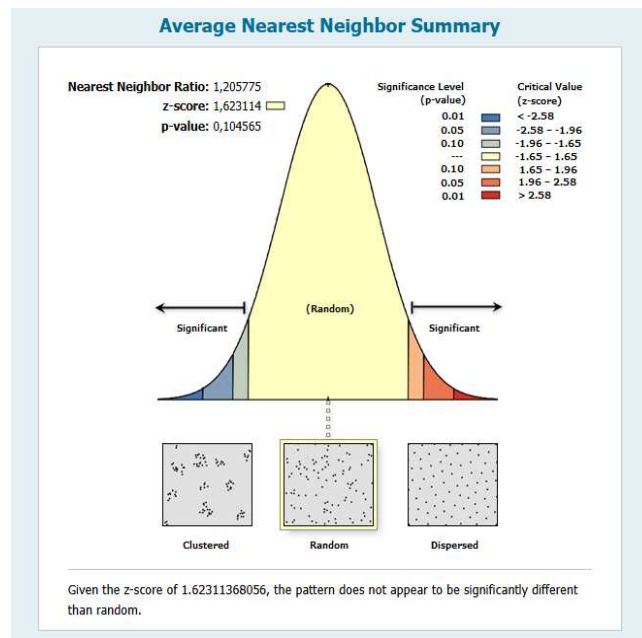 Average Nearest Neighbor Summary
Nearest Neighbor Ratio: 1,205775
z-score: 1,623114
p-value: 0,104565
Significance Level (p-value) Critical Value (z-score)
0.01 < -2.58
0.05 -2.58 – -1.96
0.10 -1.96 – -1.65
--- -1.65 – 1.65
0.10 1.65 – 1.96
0.05 1.96 – 2.58
0.01 > 2.58
Significant (Random) Significant
Clustered Random Dispersed
Given the z-score of 1.62311368056, the pattern does not appear to be significantly different
than random.